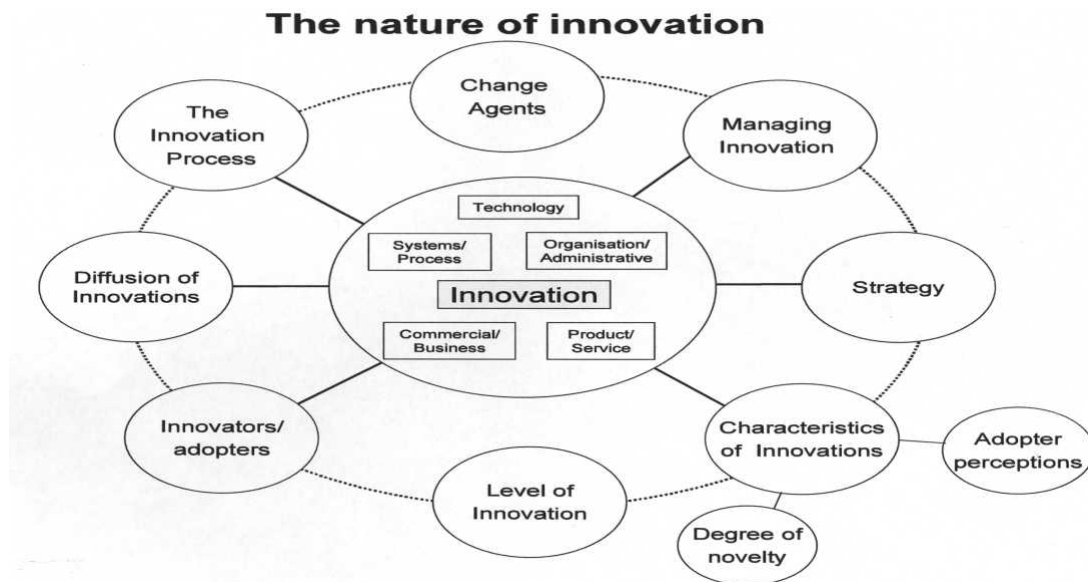 The nature of innovation
Change
Agents
The
Innovation
Process
Managing
Innovation
Technology
Systems/
Process
Organisation/
Administrative
Diffusion of
Innovations
Innovation
Strategy
Commercial/
Business
Product/
Service
Innovators/
adopters
Characteristics
of Innovations
Adopter
perceptions
Level of
Innovation
Degree of
novelty